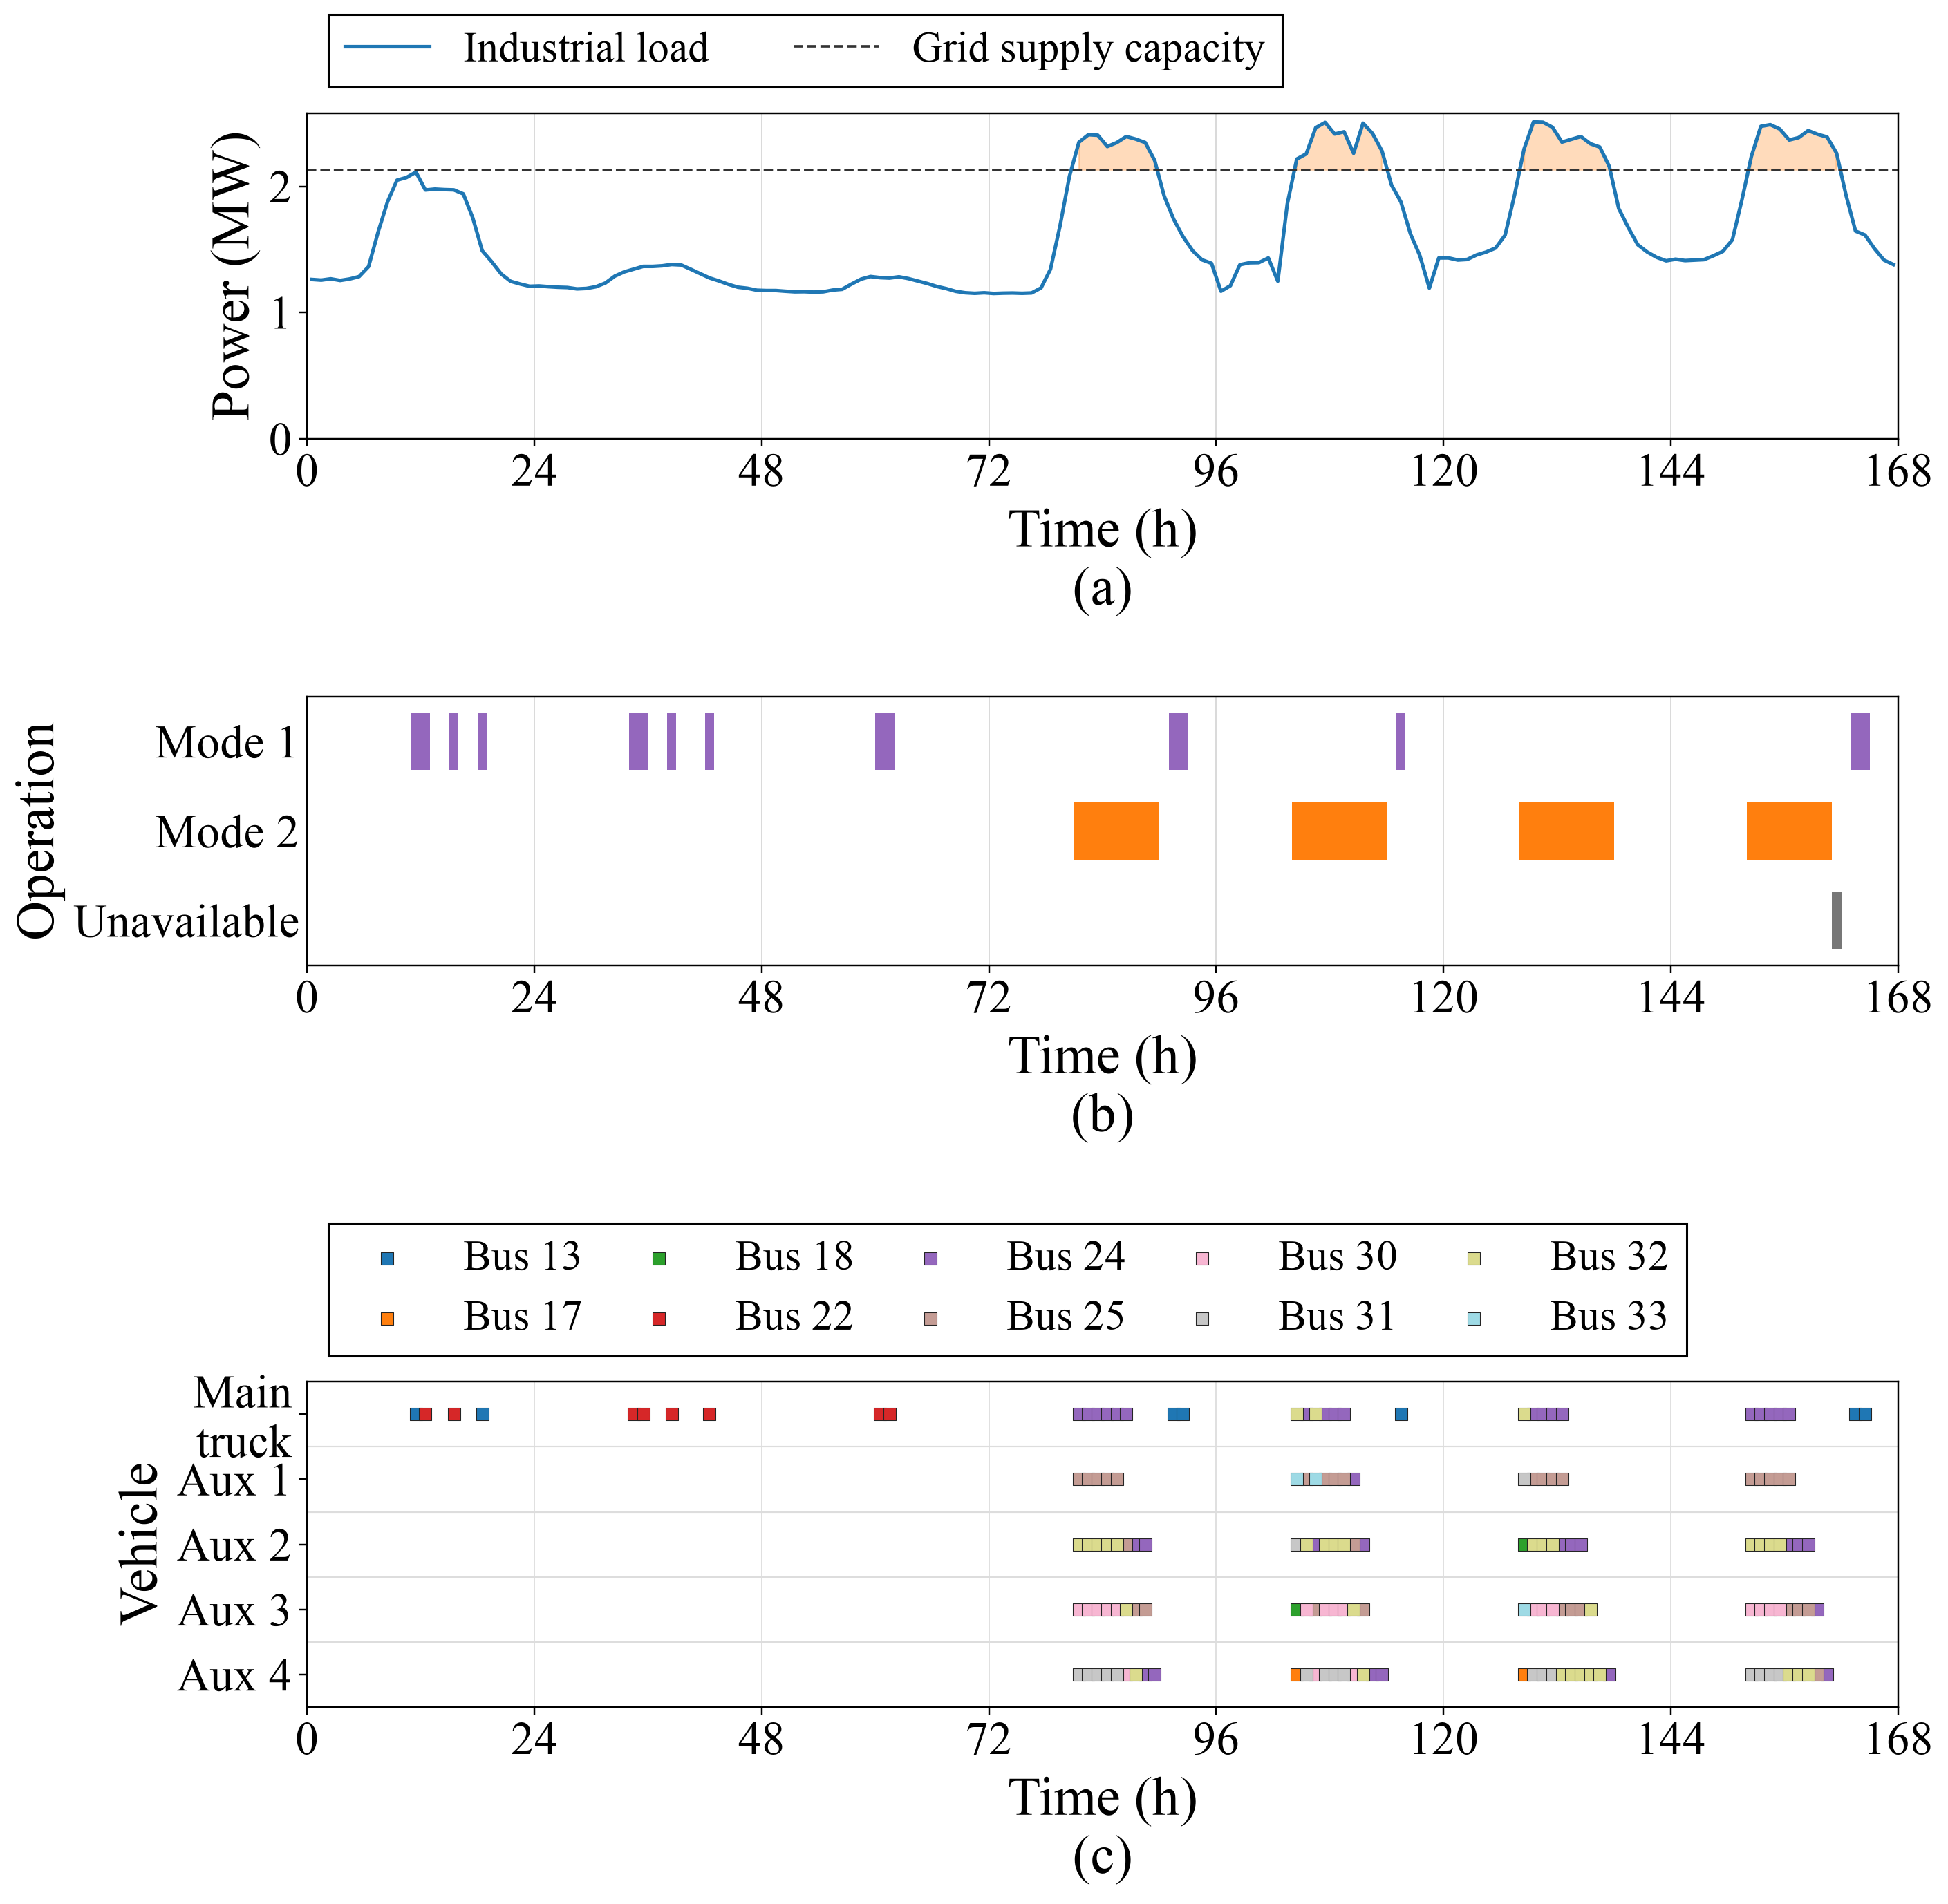 Industrial load Grid supply capacity
Power (MW)
2
1
0
0 24 48 72 96 120 144 168
Time (h)
(a)
Operation
Mode 1
Mode 2
Unavailable
0 24 48 72 96 120 144 168
Time (h)
(b)
Bus 13 Bus 18 Bus 24 Bus 30 Bus 32
Bus 17 Bus 22 Bus 25 Bus 31 Bus 33
Vehicle
Main
truck
Aux 1
Aux 2
Aux 3
Aux 4
0 24 48 72 96 120 144 168
Time (h)
(c)